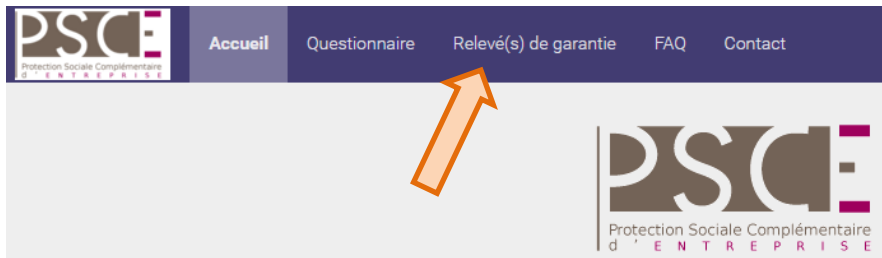 PSCE
Protection Sociale Complémentaire
d'ENTREPRISE
Accueil Questionnaire Relevé(s) de garantie FAQ Contact
PSCE
Protection Sociale Complémentaire
d'ENTREPRISE